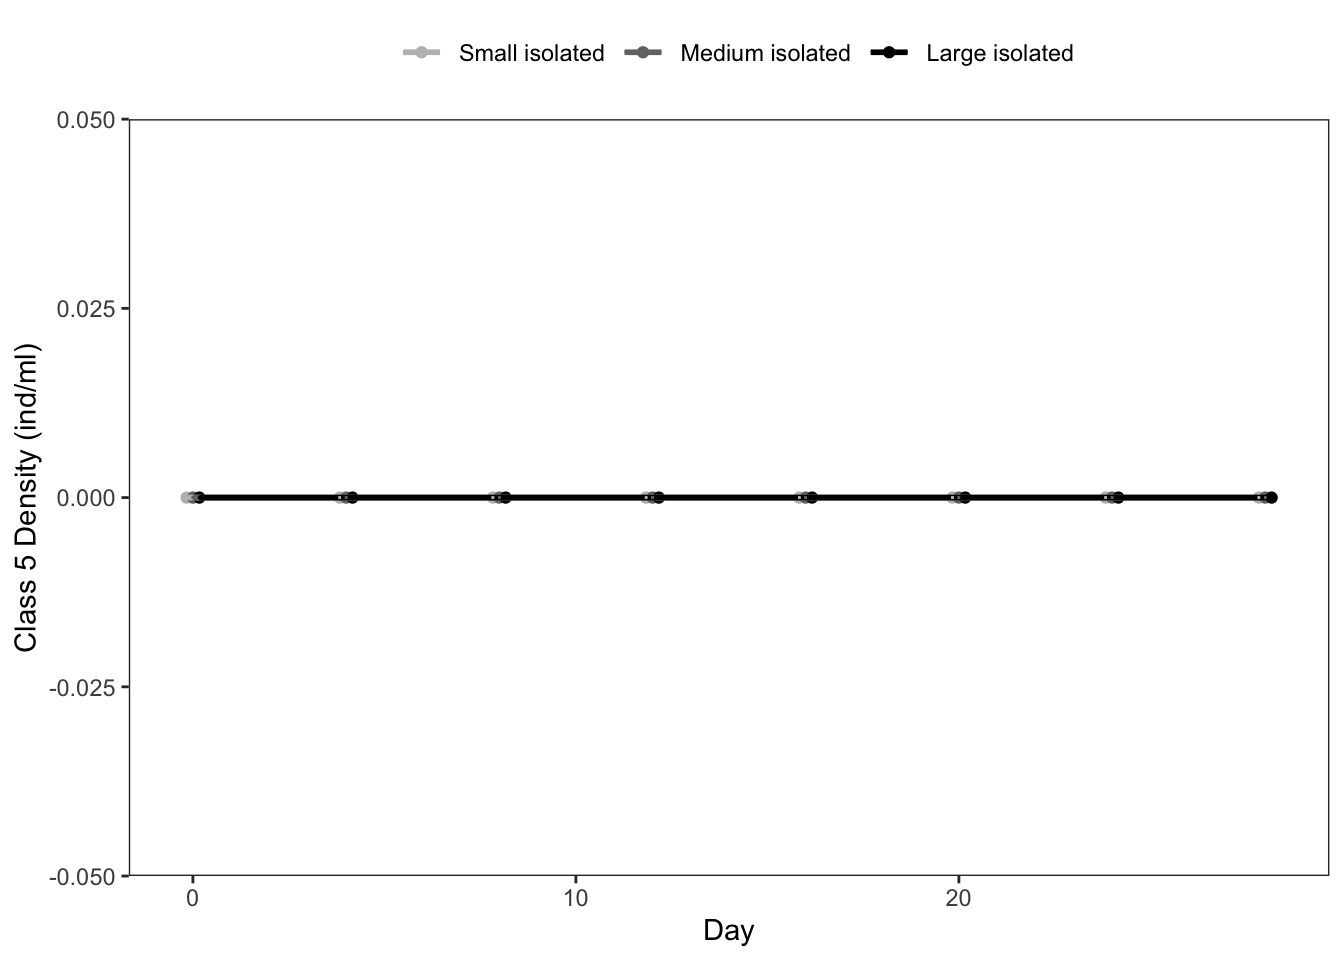 Small isolated Medium isolated Large isolated
0.050
0.025
0.000
-0.025
-0.050
Class 5 Density (ind/ml)
0 10 20
Day